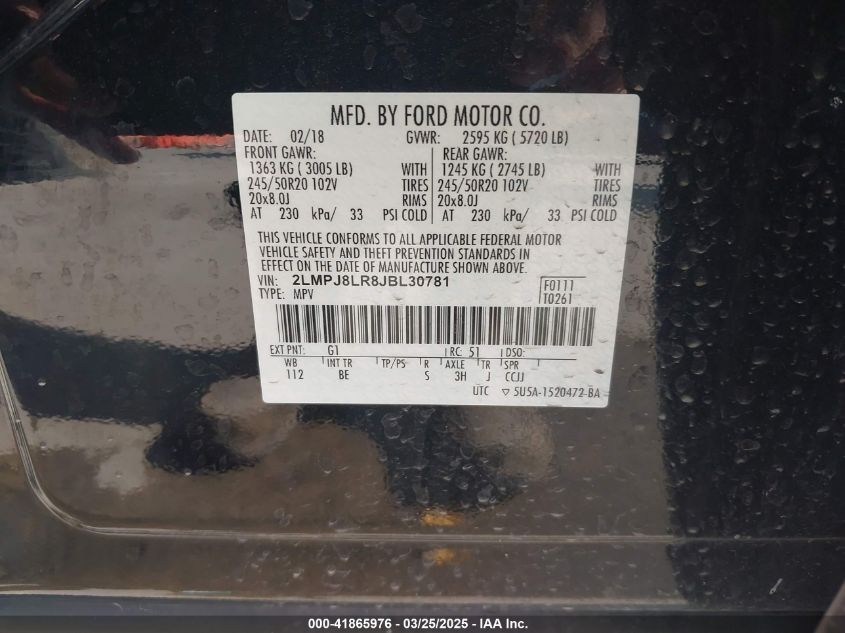 MFD. BY FORD MOTOR CO.
DATE: 02/18 GVWR: 2595 KG ( 5720 LB)
FRONT GAWR: REAR GAWR:
1363 KG ( 3005 LB) WITH 1245 KG ( 2745 LB) WITH
245/50R20 102V TIRES 245/50R20 102V TIRES
20x8.0J RIMS 20x8.0J RIMS
AT 230 kPa/ 33 PSI COLD AT 230 kPa/ 33 PSI COLD
THIS VEHICLE CONFORMS TO ALL APPLICABLE FEDERAL MOTOR
VEHICLE SAFETY AND THEFT PREVENTION STANDARDS IN
EFFECT ON THE DATE OF MANUFACTURE SHOWN ABOVE.
VIN: 2LMPJ8LR8JBL30781 F0111
TYPE: MPV T0261
EXT PNT: G1 RC: 51 DSO:
WB INT TR TP/PS R AXLE TR SPR
112 BE S 3H J CCJJ
UTC ▽ 5U5A-1520472-BA
000-41865976 - 03/25/2025 - IAA Inc.